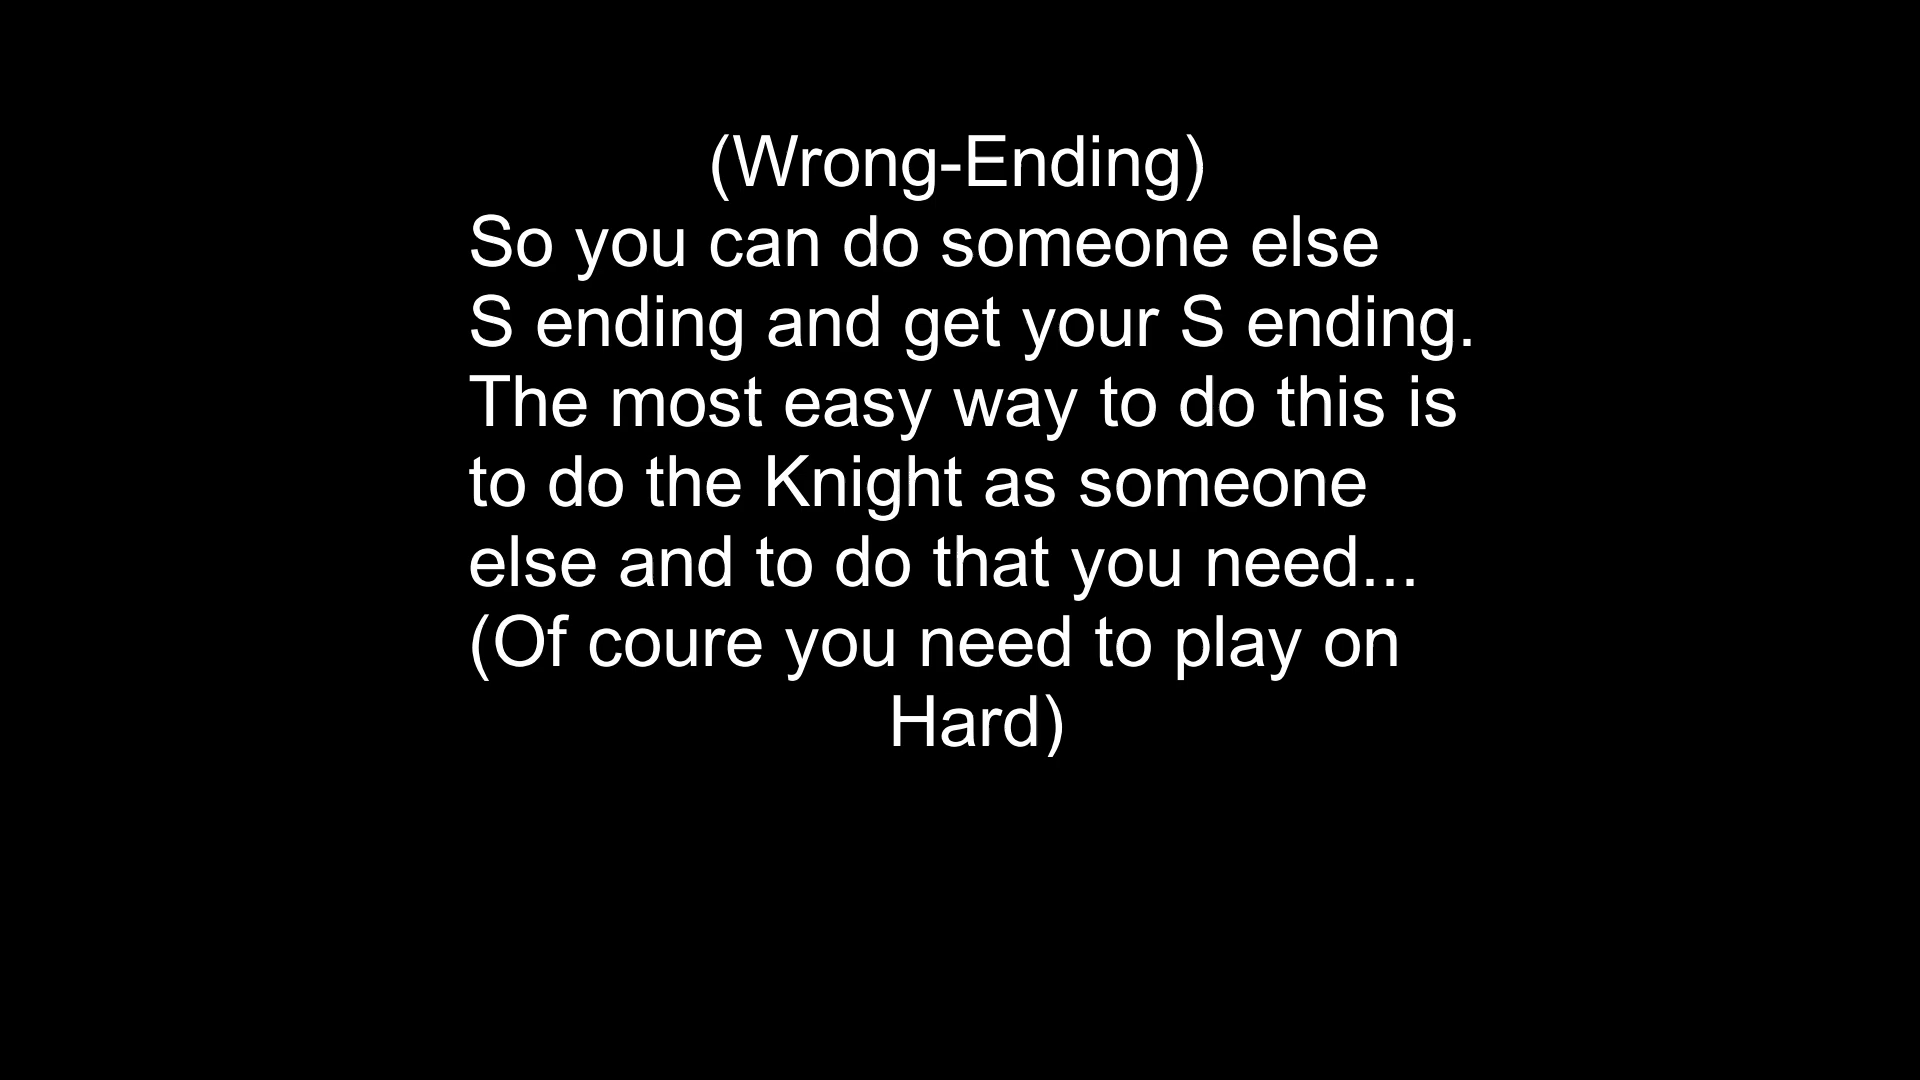 (Wrong-Ending)
So you can do someone else
S ending and get your S ending.
The most easy way to do this is
to do the Knight as someone
else and to do that you need...
(Of coure you need to play on
Hard)